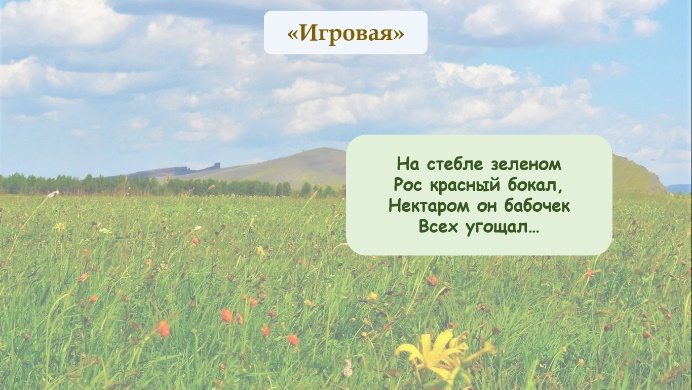 «Игровая»
На стебле зеленом
Рос красный бокал,
Нектаром он бабочек
Всех угощал…